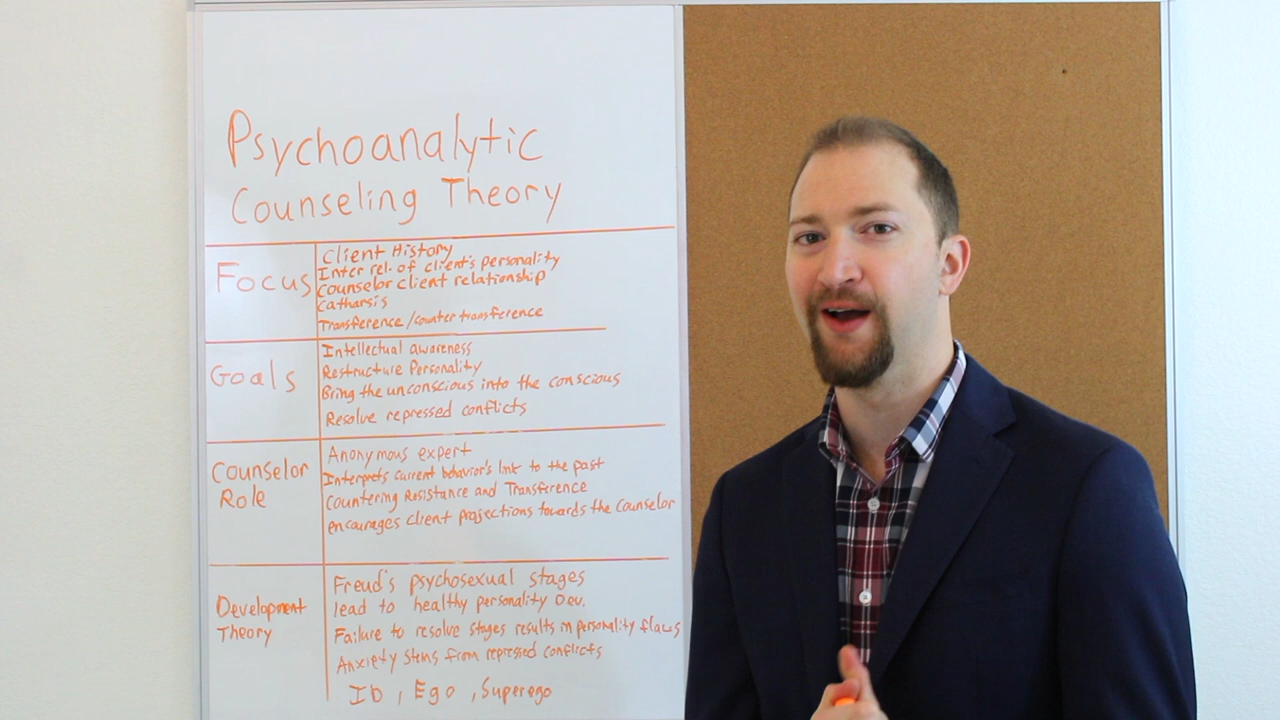 Psychoanalytic
Counseling Theory
Focus
Client History
Inter rel. of client's personality
Counselor client relationship
Catharsis
Transference/counter transference
Goals
Intellectual awareness
Restructure Personality
Bring the unconscious into the conscious
Resolve repressed conflicts
Counselor
Role
Anonymous expert
Interprets current behavior's link to the past
Countering Resistance and Transference
encourages client projections towards the Counselor
Development
Theory
Freud's psychosexual stages
lead to healthy personality Dev.
Failure to resolve stages results in personality flaws
Anxiety stems from repressed conflicts
Id, Ego, Superego